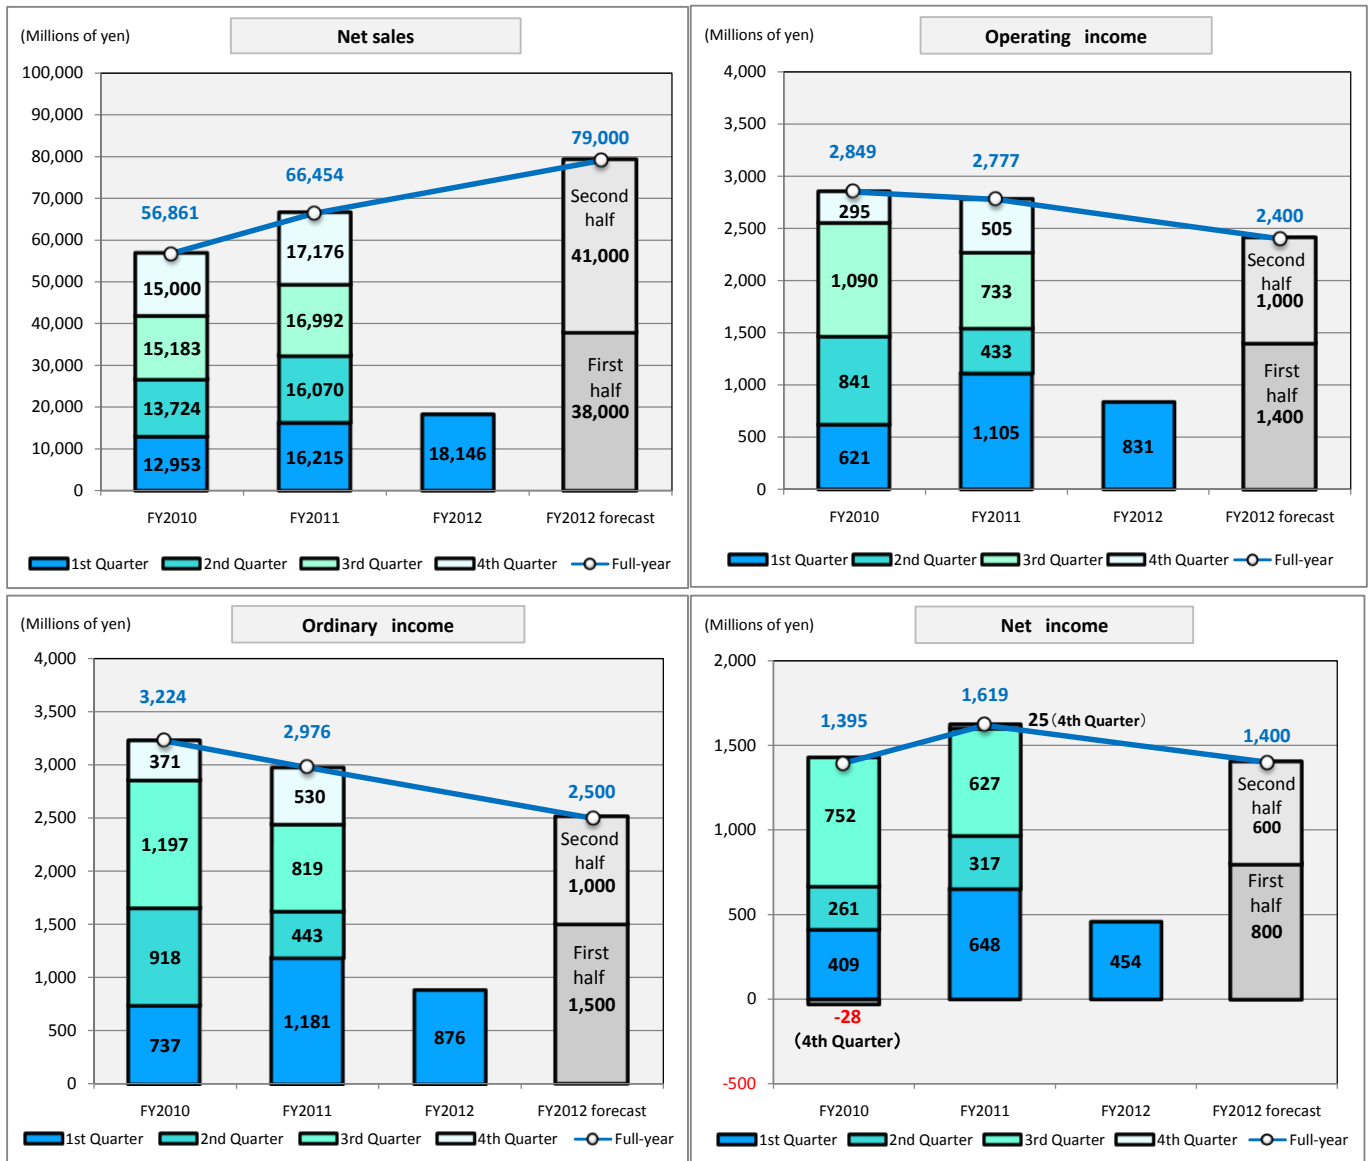 (Millions of yen)
Net sales
100,000
90,000
80,000
70,000
60,000
50,000
40,000
30,000
20,000
10,000
0
56,861
66,454
79,000
15,000
15,183
13,724
12,953
17,176
16,992
16,070
16,215
18,146
Second
half
41,000
First
half
38,000
FY2010
FY2011
FY2012
FY2012 forecast
1st Quarter
2nd Quarter
3rd Quarter
4th Quarter
Full-year
(Millions of yen)
Operating income
4,000
3,500
3,000
2,500
2,000
1,500
1,000
500
0
2,849
2,777
2,400
295
1,090
841
621
505
733
433
1,105
831
Second
half
1,000
First
half
1,400
FY2010
FY2011
FY2012
FY2012 forecast
1st Quarter
2nd Quarter
3rd Quarter
4th Quarter
Full-year
(Millions of yen)
Ordinary income
4,000
3,500
3,000
2,500
2,000
1,500
1,000
500
0
3,224
2,976
2,500
371
1,197
918
737
530
819
443
1,181
876
Second
half
1,000
First
half
1,500
FY2010
FY2011
FY2012
FY2012 forecast
1st Quarter
2nd Quarter
3rd Quarter
4th Quarter
Full-year
(Millions of yen)
Net income
2,000
1,500
1,000
500
0
-500
1,395
1,619
25（4th Quarter）
1,400
752
261
409
-28
（4th Quarter）
627
317
648
454
Second
half
600
First
half
800
FY2010
FY2011
FY2012
FY2012 forecast
1st Quarter
2nd Quarter
3rd Quarter
4th Quarter
Full-year